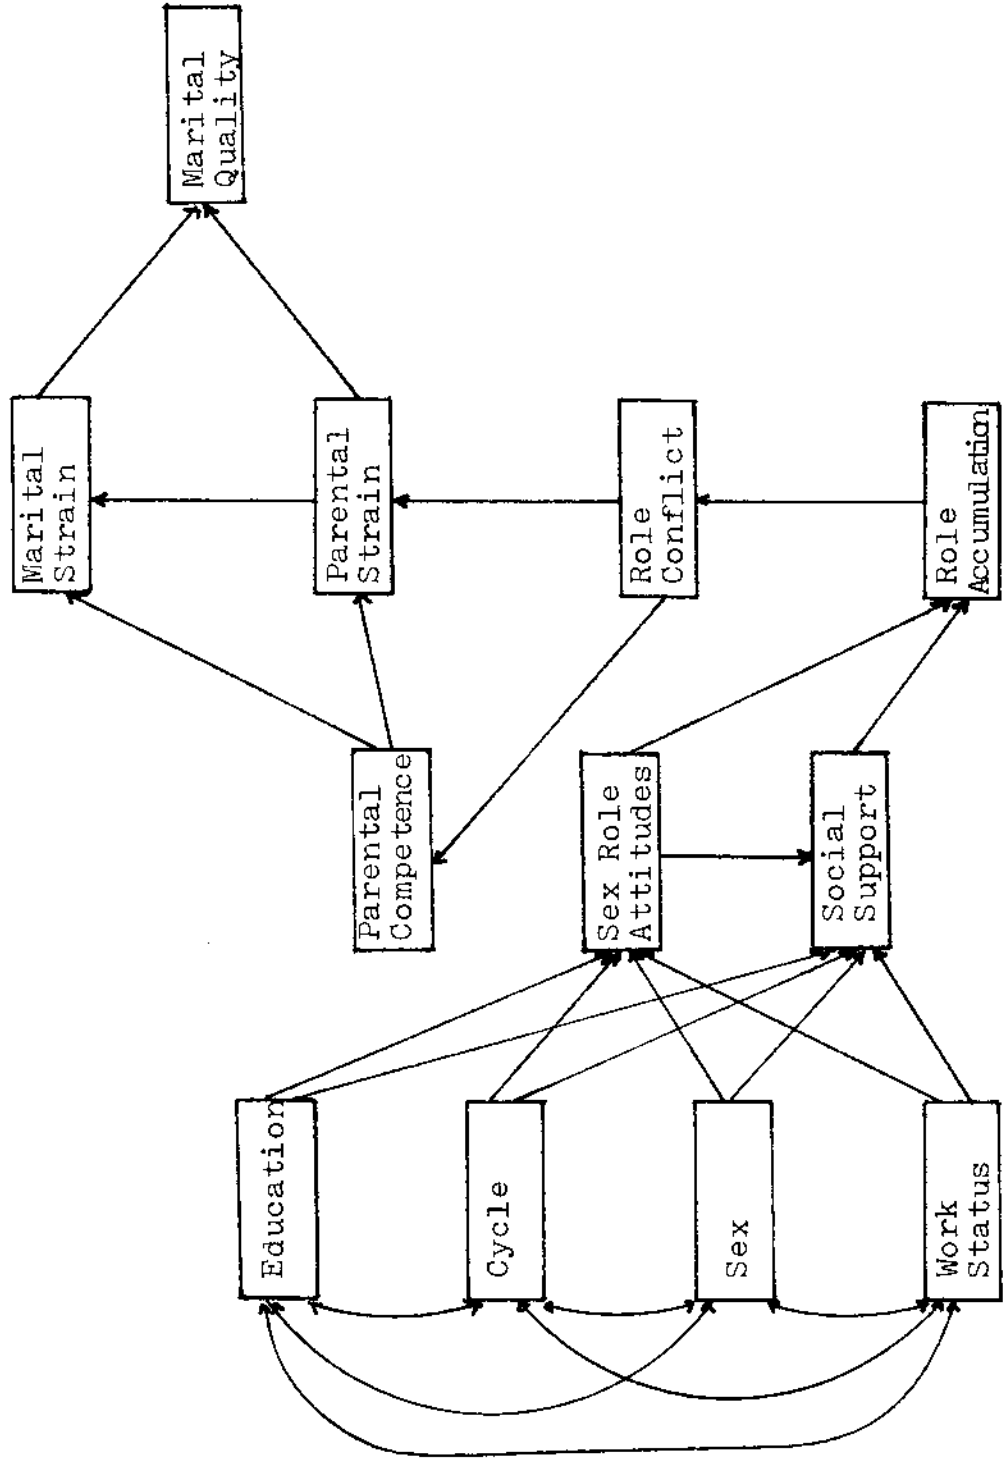 Education
Cycle
Sex
Work
Status
Parental
Competence
Sex Role
Attitudes
Social
Support
Marital
Strain
Parental
Strain
Role
Conflict
Role
Accumulation
Marital
Quality